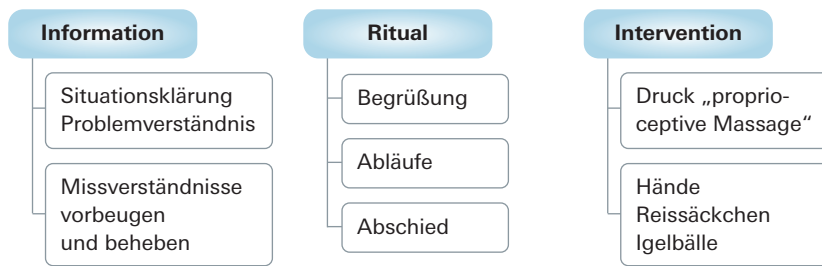 Information
Situationsklärung
Problemverständnis
Missverständnisse
vorbeugen
und beheben
Ritual
Begrüßung
Abläufe
Abschied
Intervention
Druck „proprio-
ceptive Massage“
Hände
Reissäckchen
Igelbälle